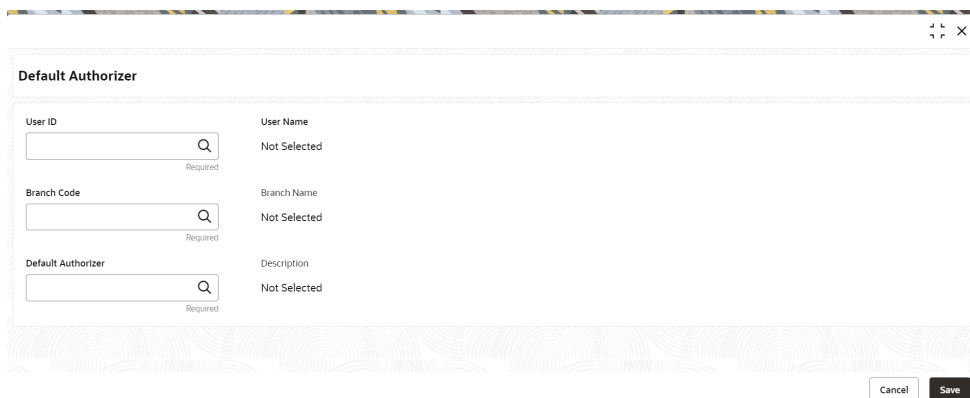 Default Authorizer
User ID
User Name
Not Selected
Required
Branch Code
Branch Name
Not Selected
Required
Default Authorizer
Description
Not Selected
Required
Cancel
Save